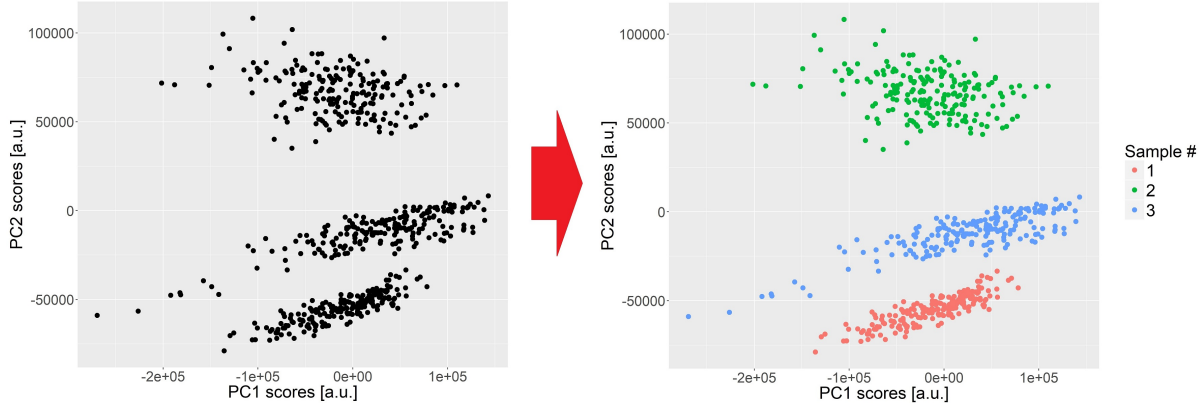 100000
50000
0
-50000
PC2 scores [a.u.]
-2e+05
-1e+05
0e+00
1e+05
PC1 scores [a.u.]
100000
50000
0
-50000
PC2 scores [a.u.]
-2e+05
-1e+05
0e+00
1e+05
PC1 scores [a.u.]
Sample #
1
2
3